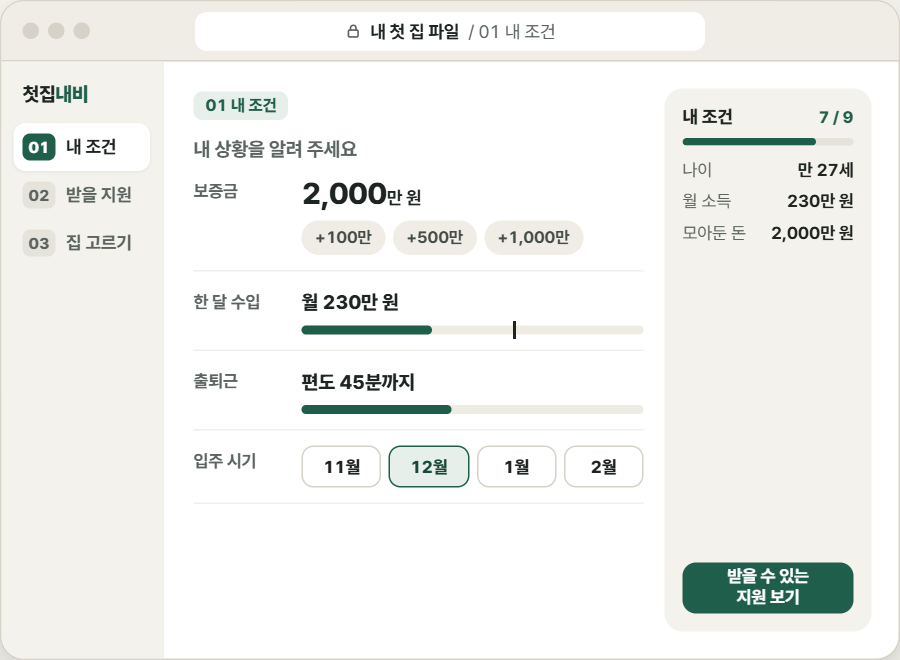 내 첫 집 파일 / 01 내 조건
첫집내비
01 내 조건
02 받을 지원
03 집 고르기
01 내 조건
내 상황을 알려 주세요
보증금
2,000만 원
+100만
+500만
+1,000만
한 달 수입
월 230만 원
출퇴근
편도 45분까지
입주 시기
11월
12월
1월
2월
내 조건 7 / 9
나이 만 27세
월 소득 230만 원
모아둔 돈 2,000만 원
받을 수 있는
지원 보기